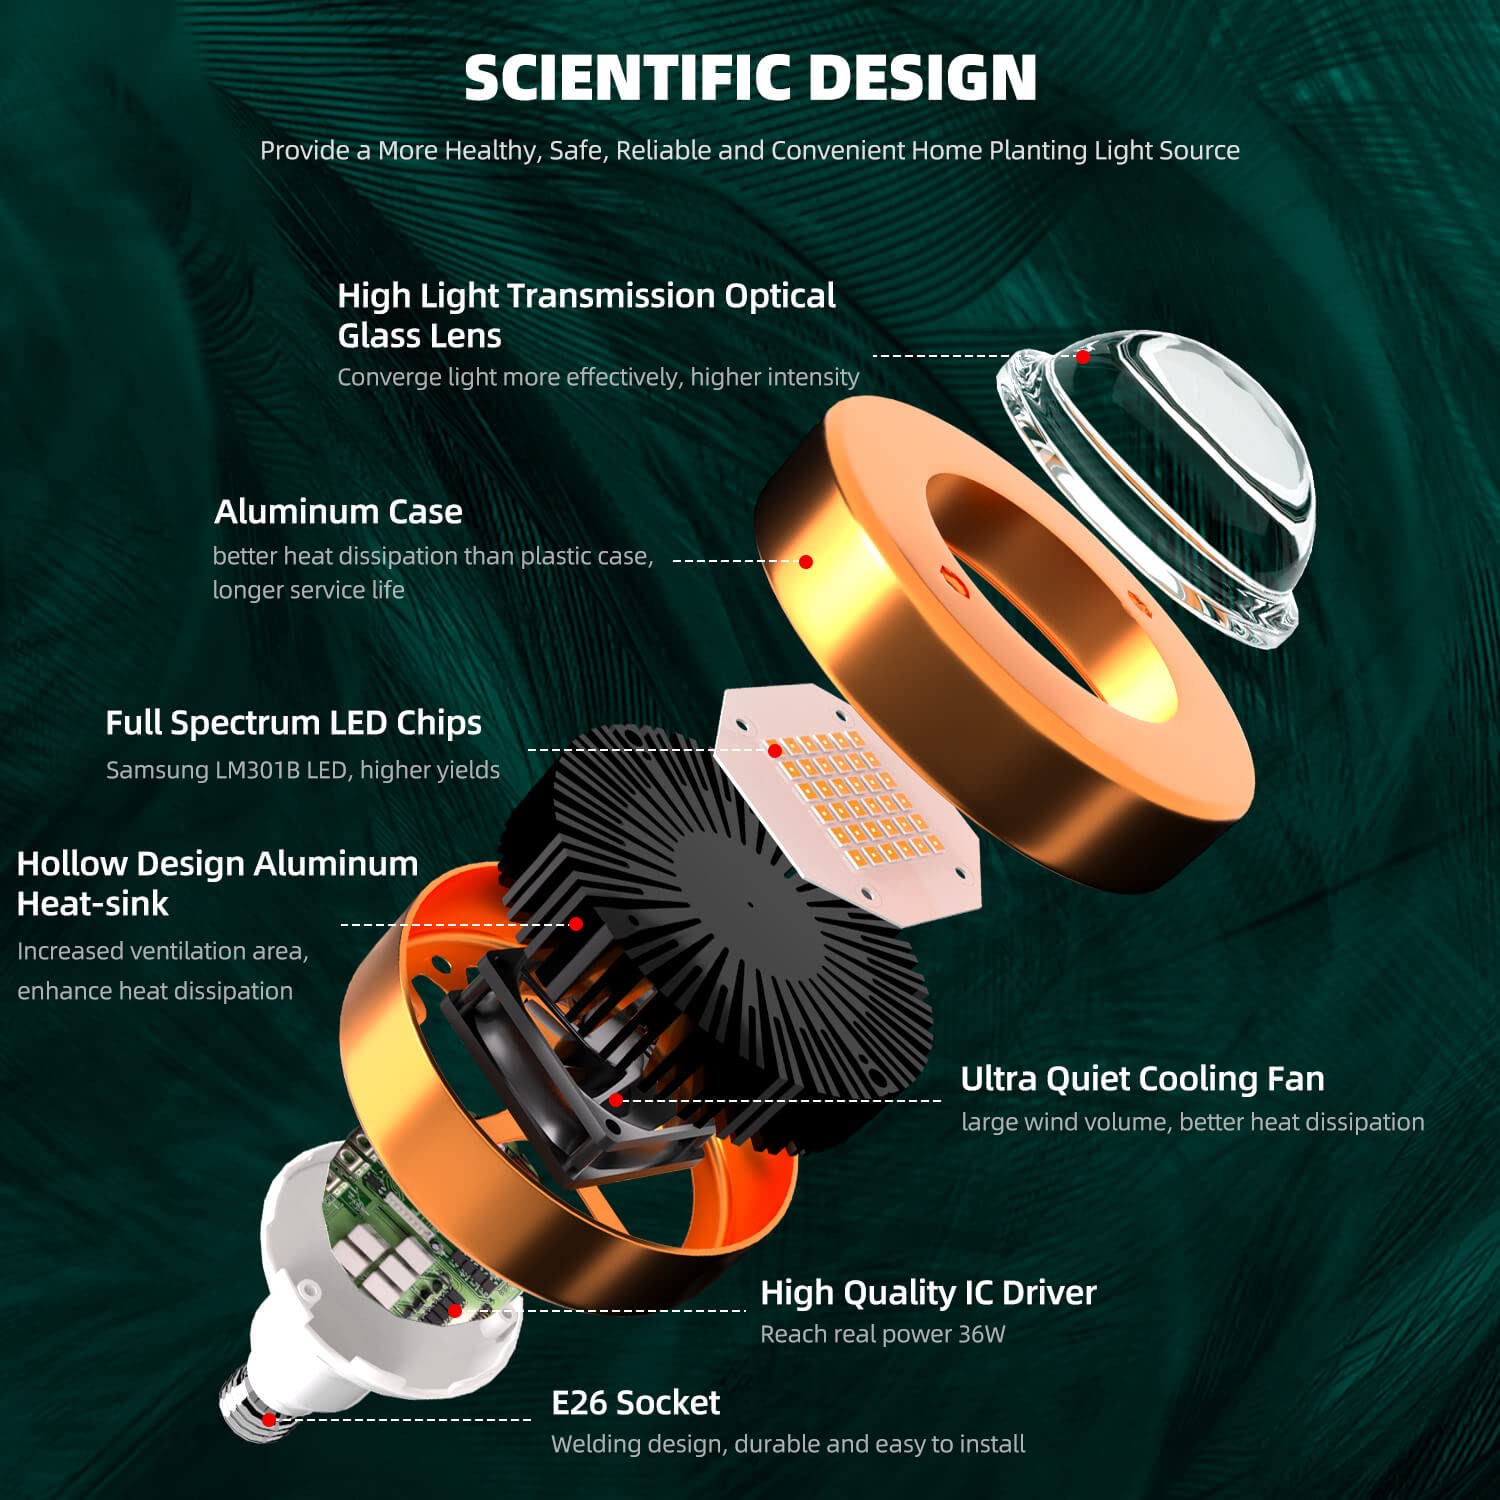 SCIENTIFIC DESIGN
Provide a More Healthy, Safe, Reliable and Convenient Home Planting Light Source
High Light Transmission Optical
Glass Lens
Converge light more effectively, higher intensity
Aluminum Case
better heat dissipation than plastic case,
longer service life
Full Spectrum LED Chips
Samsung LM301B LED, higher yields
Hollow Design Aluminum
Heat-sink
Increased ventilation area,
enhance heat dissipation
Ultra Quiet Cooling Fan
large wind volume, better heat dissipation
High Quality IC Driver
Reach real power 36W
E26 Socket
Welding design, durable and easy to install